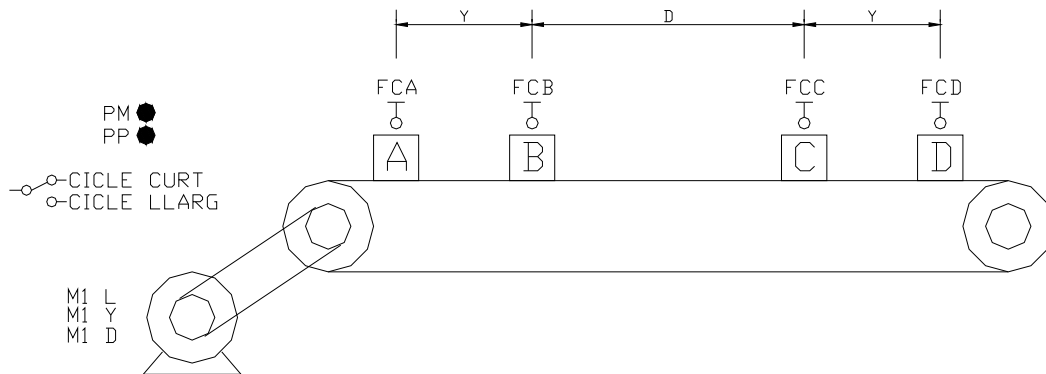 Y D Y
FCA FCB FCC FCD
PM
PP
A B C D
CICLE CURT
CICLE LLARG
M1 L
M1 Y
M1 D